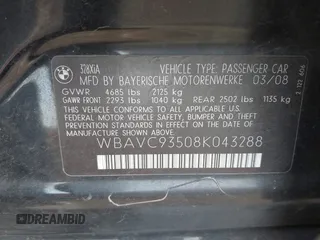 328XiA
VEHICLE TYPE: PASSENGER CAR
MFD BY BAYERISCHE MOTORENWERKE 03/08
GVWR 4685 lbs 2125 kg
GAWR FRONT 2293 lbs 1040 kg REAR 2502 lbs 1135 kg
THIS VEHICLE CONFORMS TO ALL APPLICABLE U.S.
FEDERAL MOTOR VEHICLE SAFETY, BUMPER, AND
THEFT PREVENTION STANDARDS IN EFFECT ON THE
DATE OF MANUFACTURE SHOWN ABOVE.
WBAVC93508K043288
DREAMBID